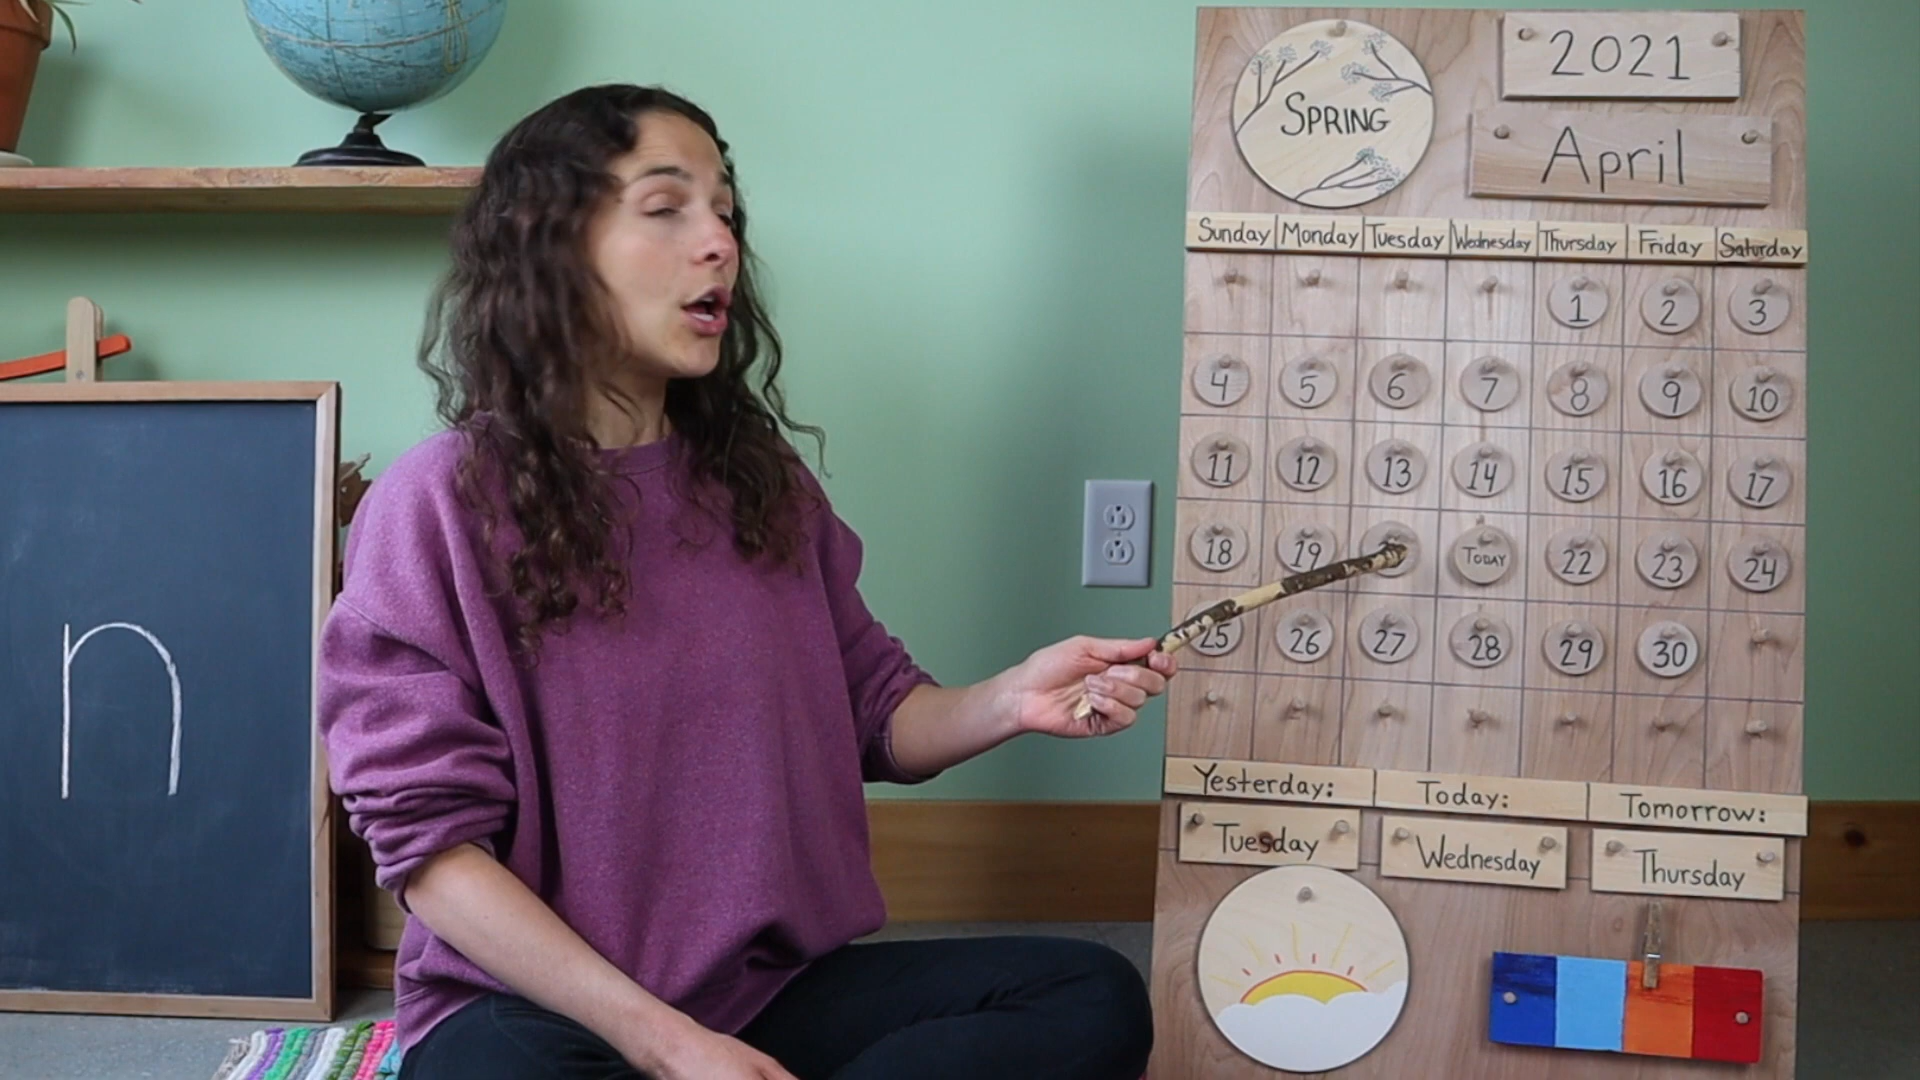 2021
SPRING
April
Sunday Monday Tuesday Wednesday Thursday Friday Saturday
1 2 3
4 5 6 7 8 9 10
11 12 13 14 15 16 17
18 19 TODAY 22 23 24
25 26 27 28 29 30
Yesterday: Today: Tomorrow:
Tuesday Wednesday Thursday
n